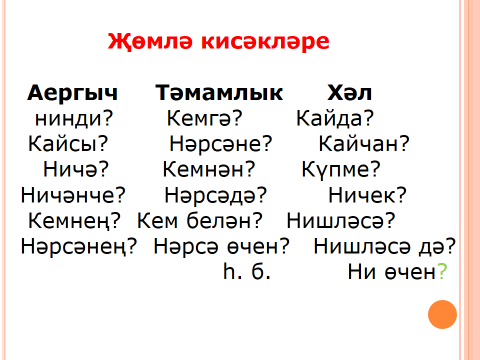 Җөмлә кисәкләре
Аергыч Тәмамлык Хәл
нинди? Кемгә? Кайда?
Кайсы? Нәрсәне? Кайчан?
Ничә? Кемнән? Күпме?
Ничәнче? Нәрсәдә? Ничек?
Кемнең? Кем белән? Нишләсә?
Нәрсәнең? Нәрсә өчен? Нишләсә дә?
һ. б. Ни өчен?